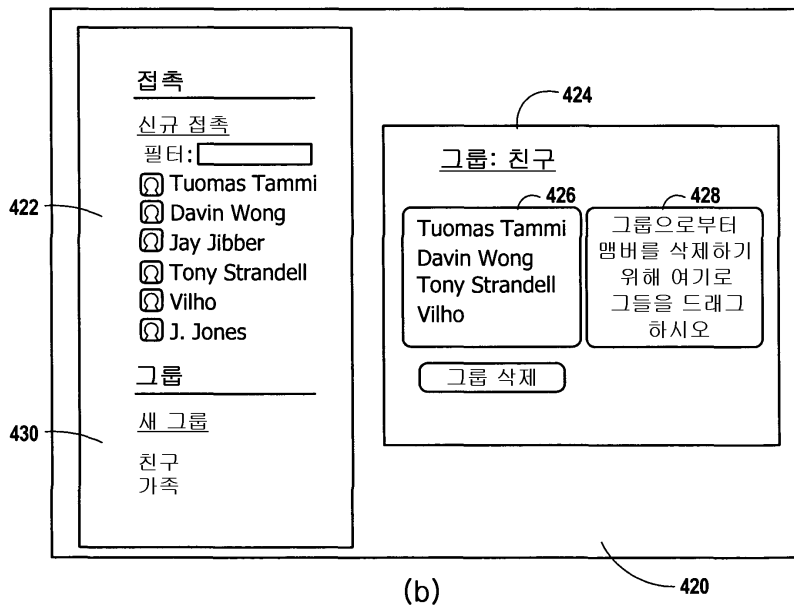 접촉
신규 접촉
필터:
Tuomas Tammi
Davin Wong
Jay Jibber
Tony Strandell
Vilho
J. Jones
그룹
새 그룹
친구
가족
422
430
424
그룹: 친구
426
428
Tuomas Tammi
Davin Wong
Tony Strandell
Vilho
그룹으로부터
맴버를 삭제하기
위해 여기로
그들을 드래그
하시오
그룹 삭제
420
(b)